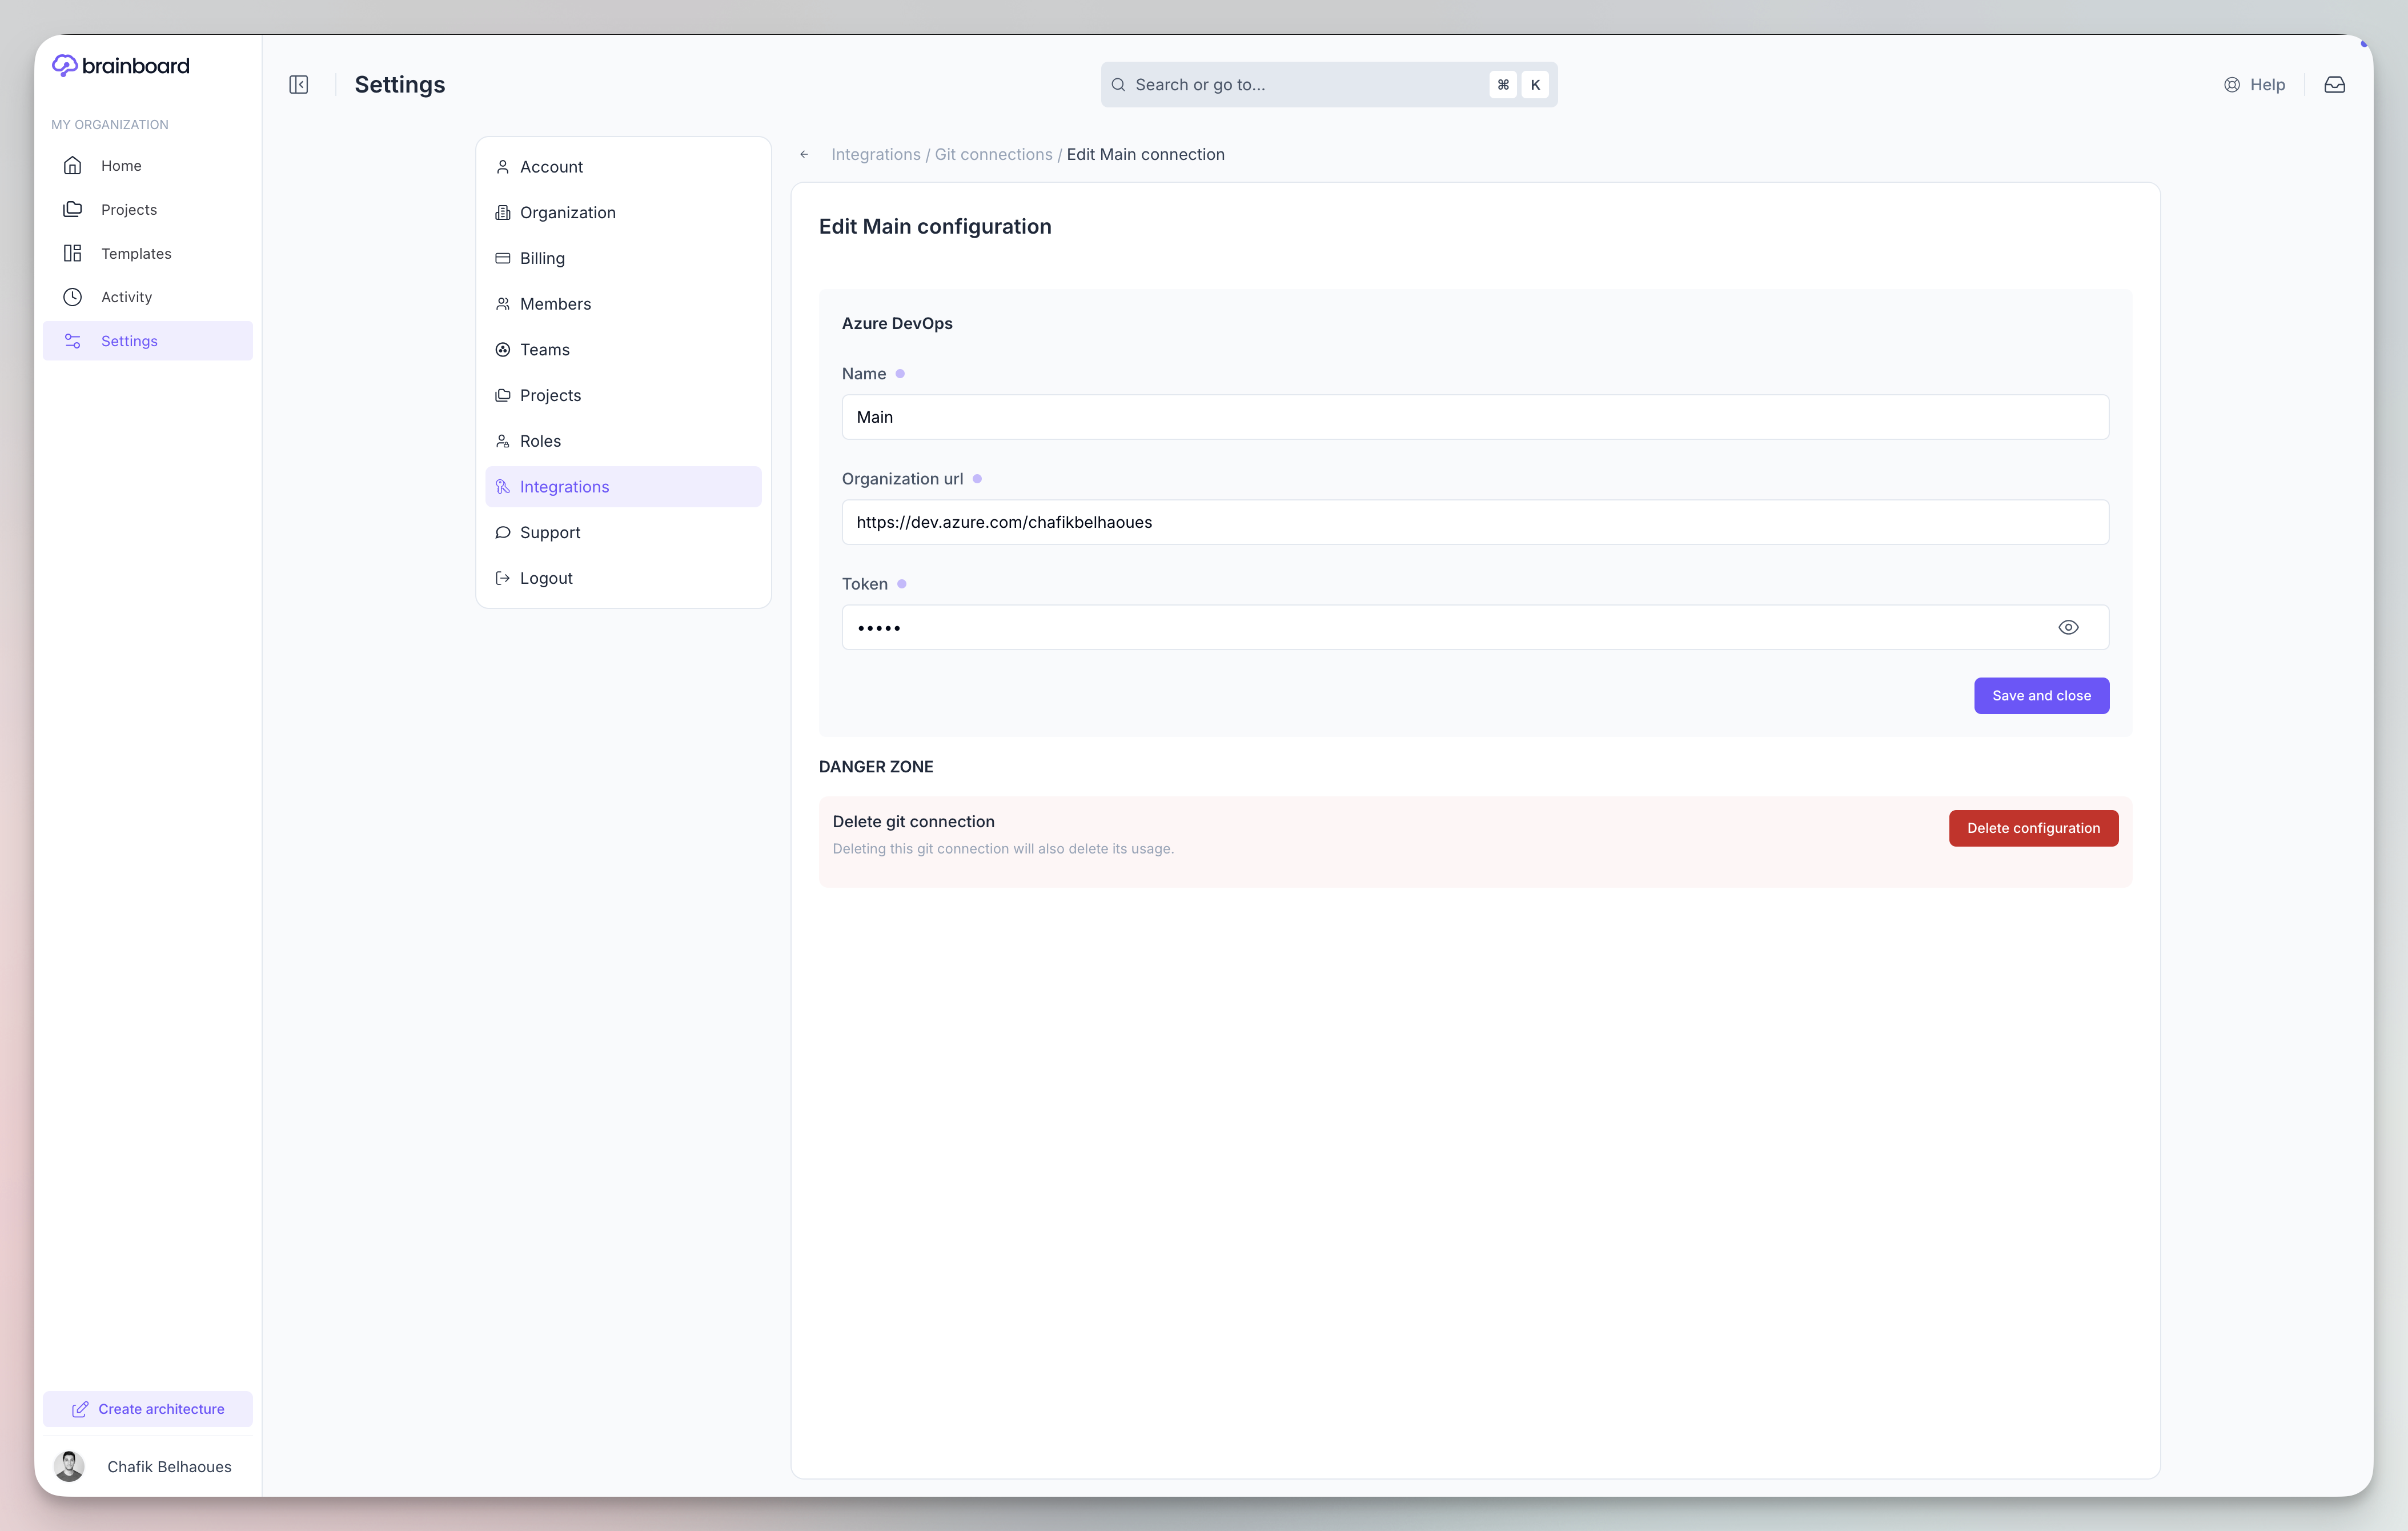 brainboard
Settings
Search or go to...
⌘ K
Help
MY ORGANIZATION
Home
Projects
Templates
Activity
Settings
Account
Organization
Billing
Members
Teams
Projects
Roles
Integrations
Support
Logout
Integrations / Git connections / Edit Main connection
Edit Main configuration
Azure DevOps
Name
Main
Organization url
https://dev.azure.com/chafikbelhaoues
Token
•••••
Save and close
DANGER ZONE
Delete git connection
Deleting this git connection will also delete its usage.
Delete configuration
Create architecture
Chafik Belhaoues